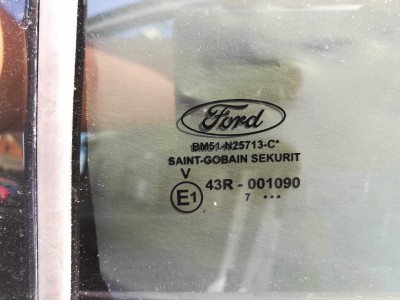 Ford
BM51-N25713-C*
SAINT-GOBAIN SEKURIT
V
E1 43R - 001090
7 •••